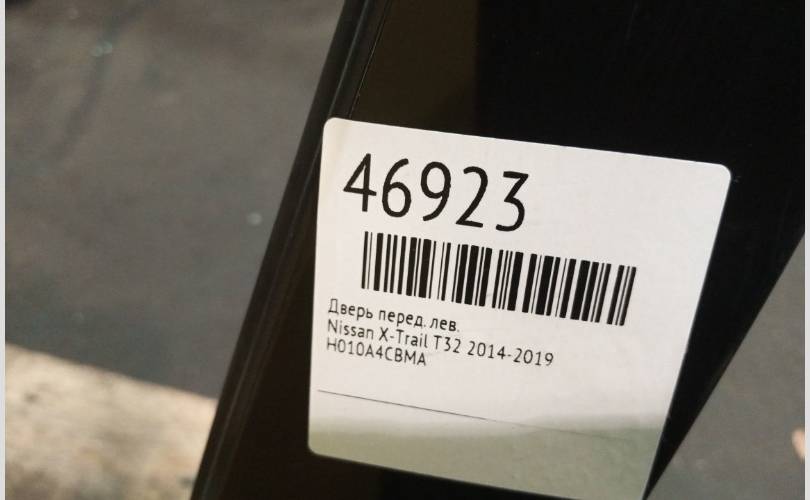 46923
Дверь перед. лев.
Nissan X-Trail T32 2014-2019
H010A4CBMA